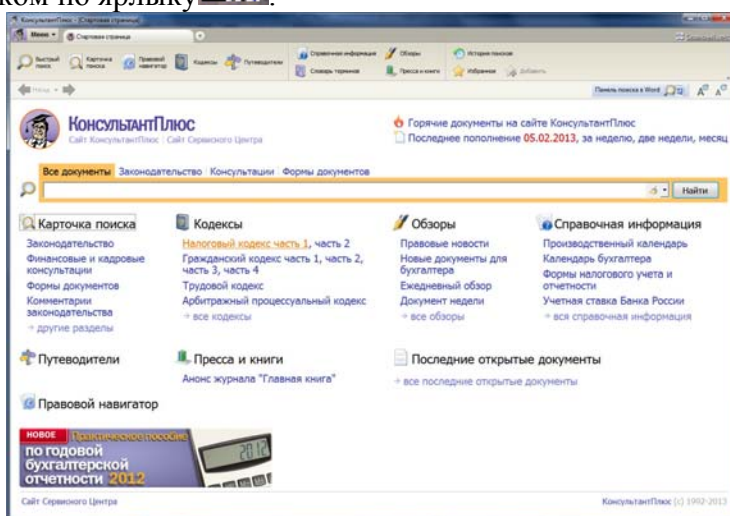 ком по ярлыку
КонсультантПлюс - [Стартовая страница]
Меню Стартовая страница
Быстрый поиск Карточка поиска Правовой навигатор Кодексы Путеводители Справочная информация Обзоры История поисков
Словарь терминов Пресса и книги Избранное Добавить
Назад Панель поиска в Word
КонсультантПлюс
Сайт КонсультантПлюс Сайт Сервисного Центра
Горячие документы на сайте КонсультантПлюс
Последнее пополнение 05.02.2013, за неделю, две недели, месяц
Все документы Законодательство Консультации Формы документов
Найти
Карточка поиска
Законодательство
Финансовые и кадровые
консультации
Формы документов
Комментарии
законодательства
другие разделы
Кодексы
Налоговый кодекс часть 1, часть 2
Гражданский кодекс часть 1, часть 2,
часть 3, часть 4
Трудовой кодекс
Арбитражный процессуальный кодекс
все кодексы
Обзоры
Правовые новости
Новые документы для
бухгалтера
Ежедневный обзор
Документ недели
все обзоры
Справочная информация
Производственный календарь
Календарь бухгалтера
Формы налогового учета и
отчетности
Учетная ставка Банка России
вся справочная информация
Путеводители
Пресса и книги
Анонс журнала "Главная книга"
Последние открытые документы
все последние открытые документы
Правовой навигатор
НОВОЕ Практическое пособие
по годовой
бухгалтерской
отчетности 2012
2012
Сайт Сервисного Центра
КонсультантПлюс (c) 1992-2013